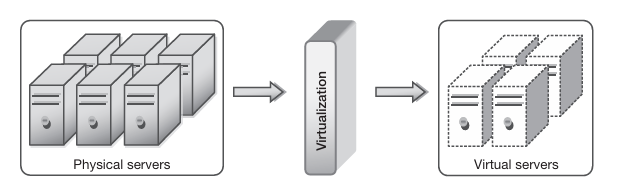 Physical servers
Virtualization
Virtual servers